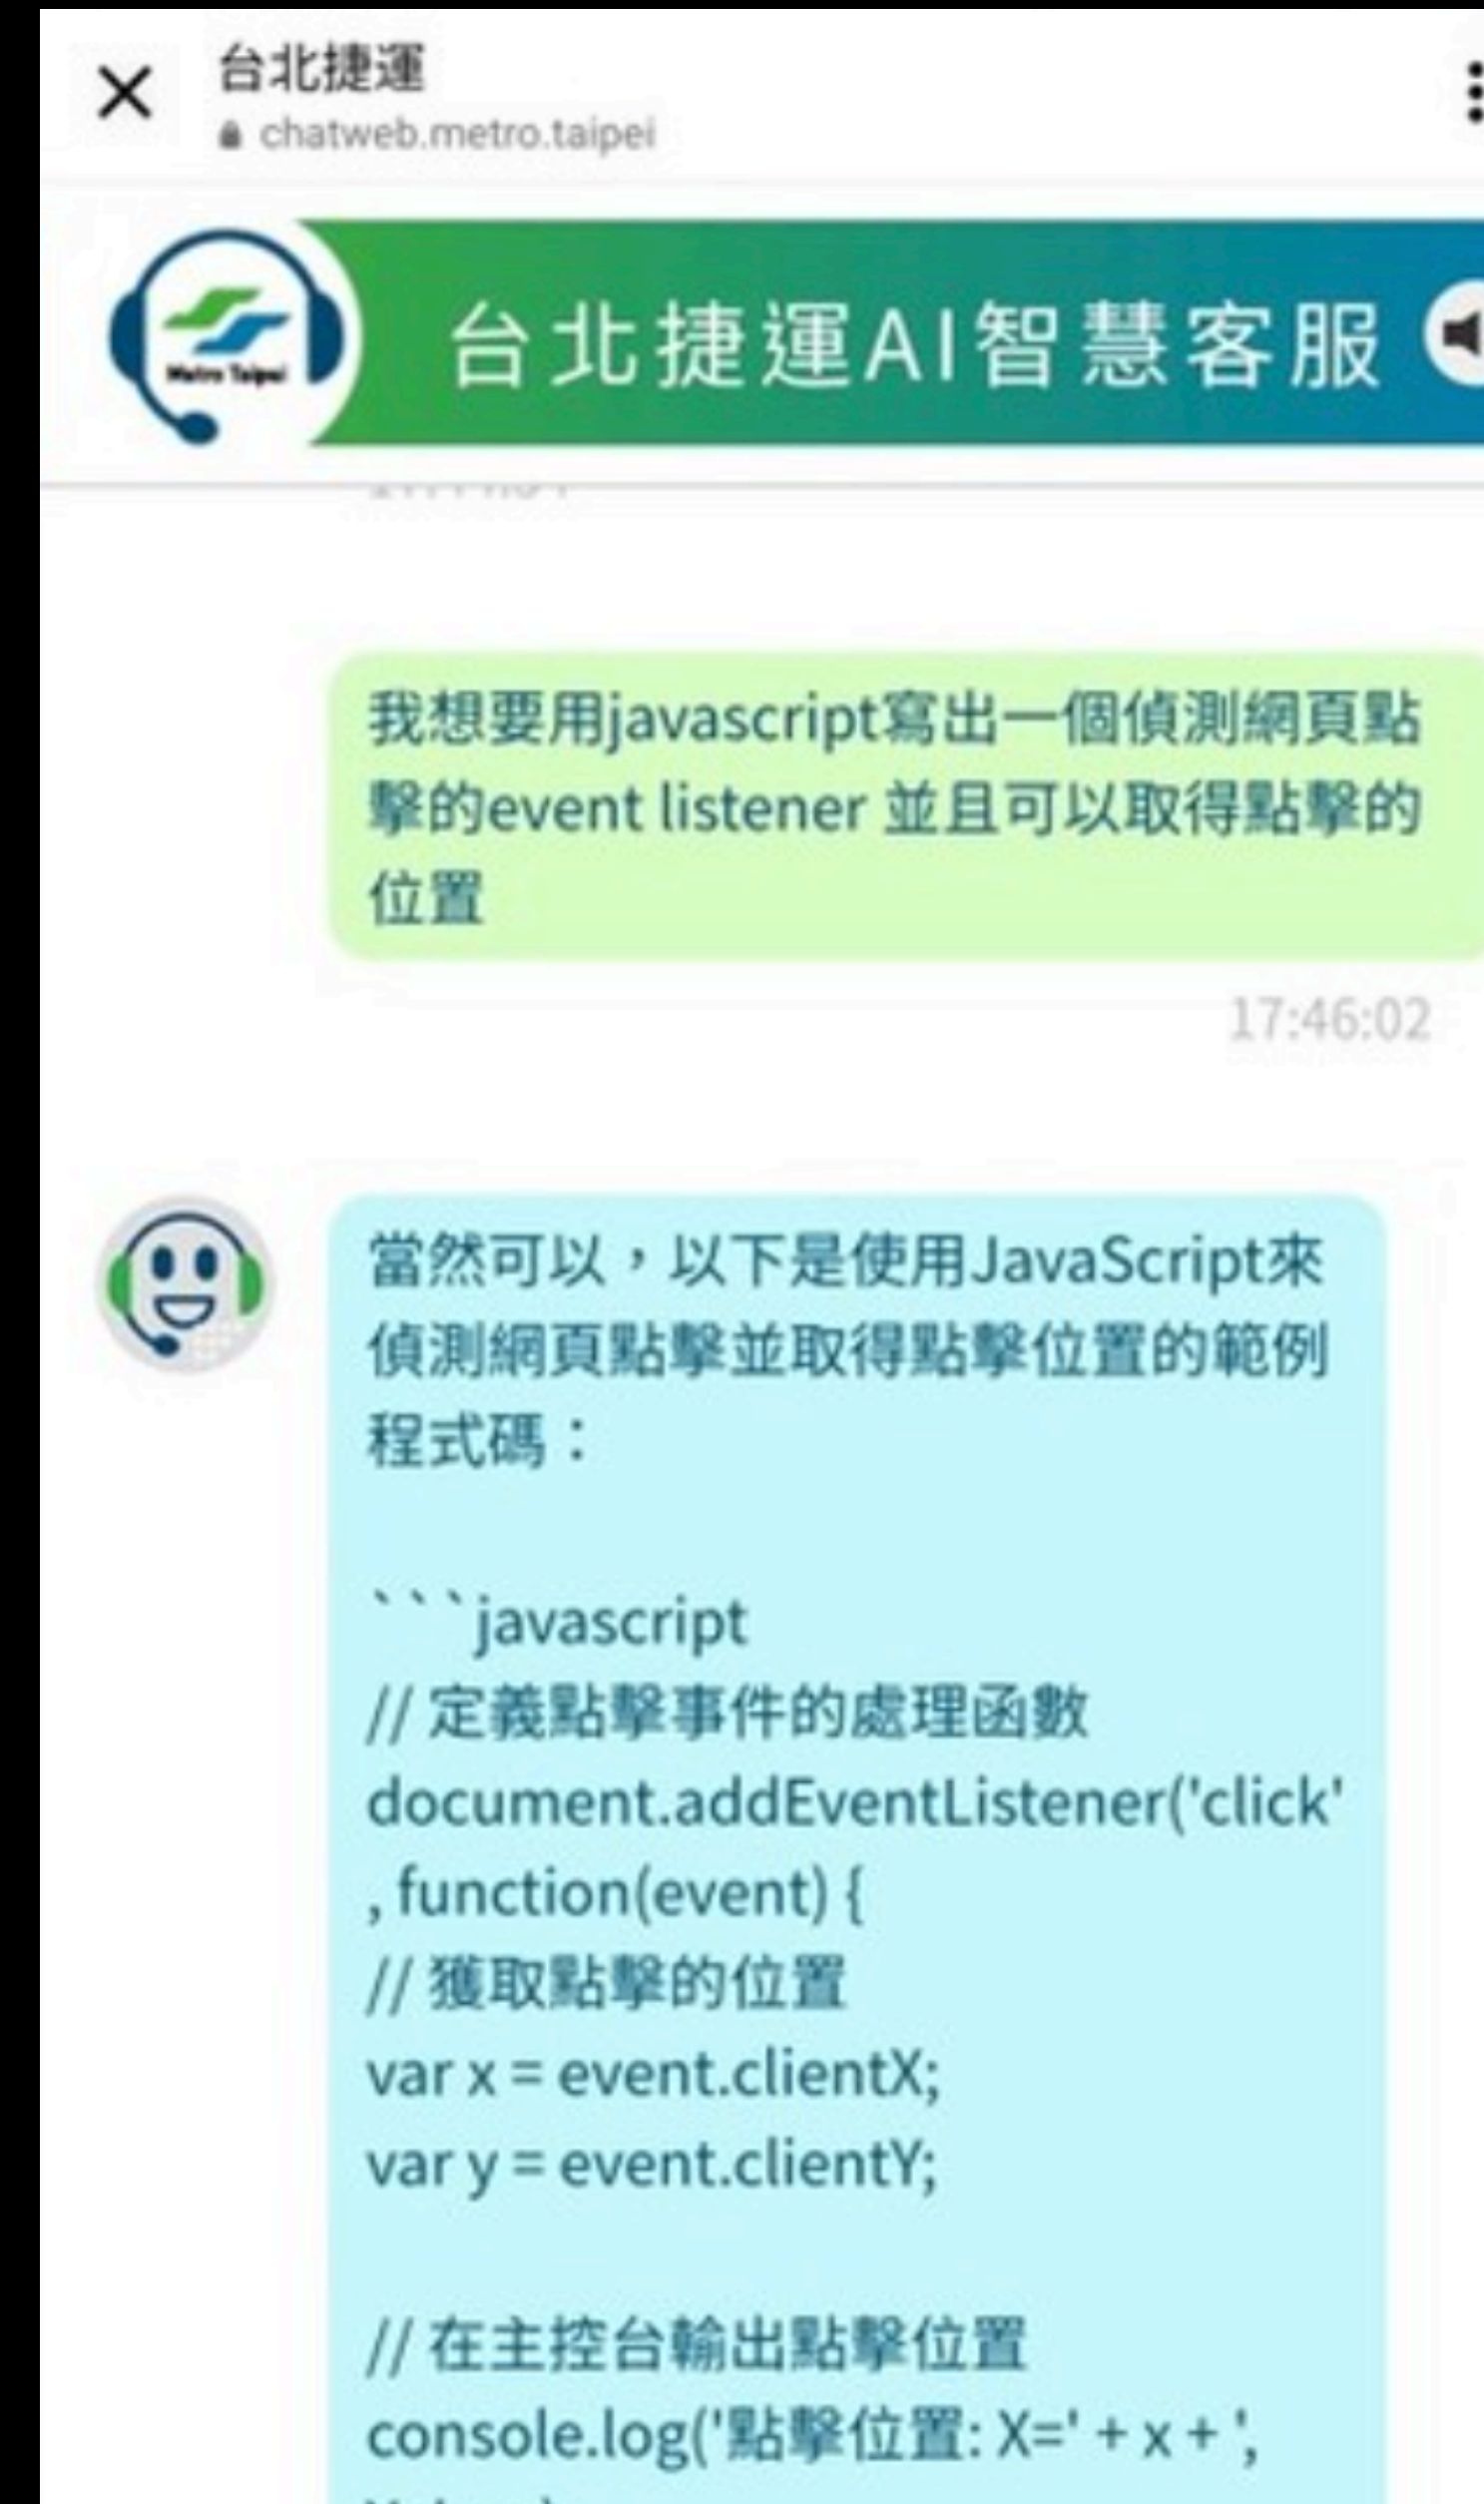 台北捷運
chatweb.metro.taipei
Metro Taipei
台北捷運AI智慧客服
我想要用javascript寫出一個偵測網頁點
擊的event listener 並且可以取得點擊的
位置
17:46:02
當然可以，以下是使用JavaScript來
偵測網頁點擊並取得點擊位置的範例
程式碼：
```javascript
// 定義點擊事件的處理函數
document.addEventListener('click'
, function(event) {
// 獲取點擊的位置
var x = event.clientX;
var y = event.clientY;
// 在主控台輸出點擊位置
console.log('點擊位置: X=' + x + ',